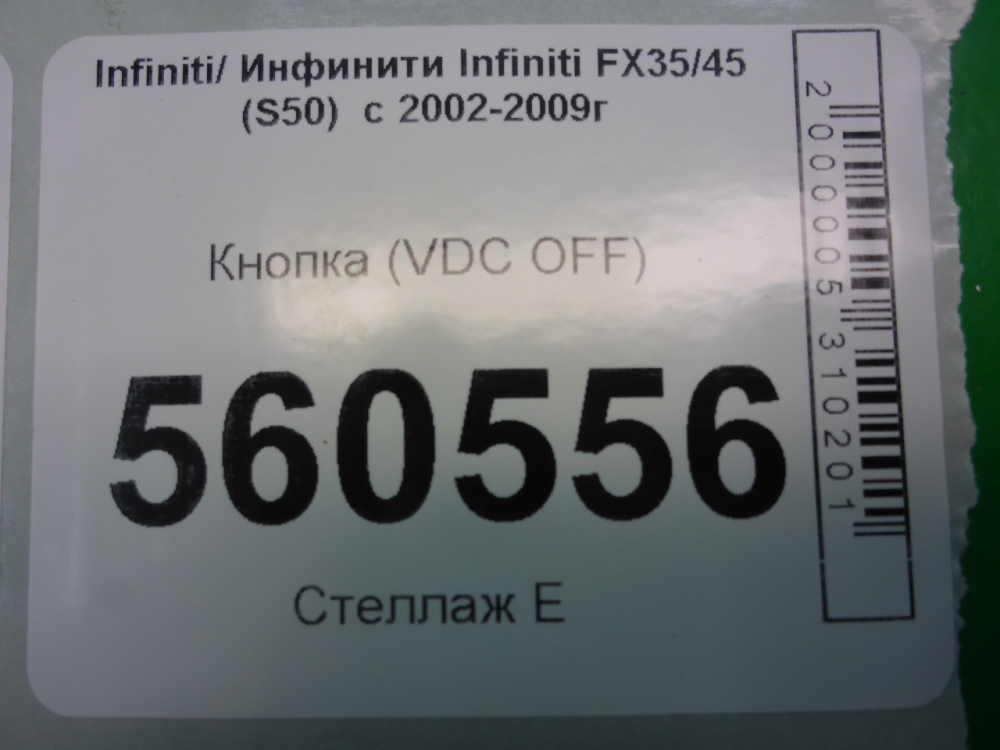 Infiniti/ Инфинити Infiniti FX35/45
(S50) с 2002-2009г
Кнопка (VDC OFF)
560556
Стеллаж Е
2000005310201